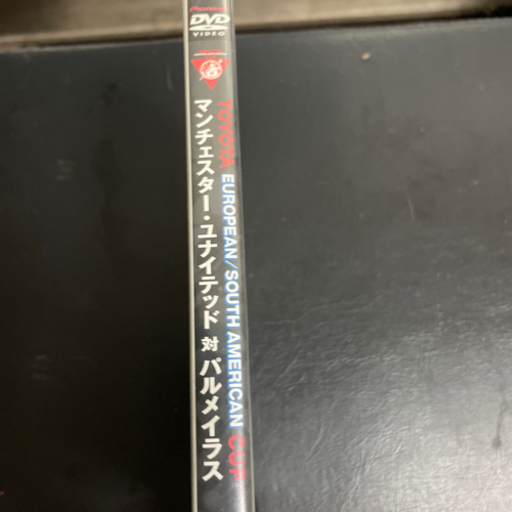 Pioneer
DVD
VIDEO
TOYOTA EUROPEAN/SOUTH AMERICAN CUP
マンチェスター・ユナイテッド 対 パルメイラス